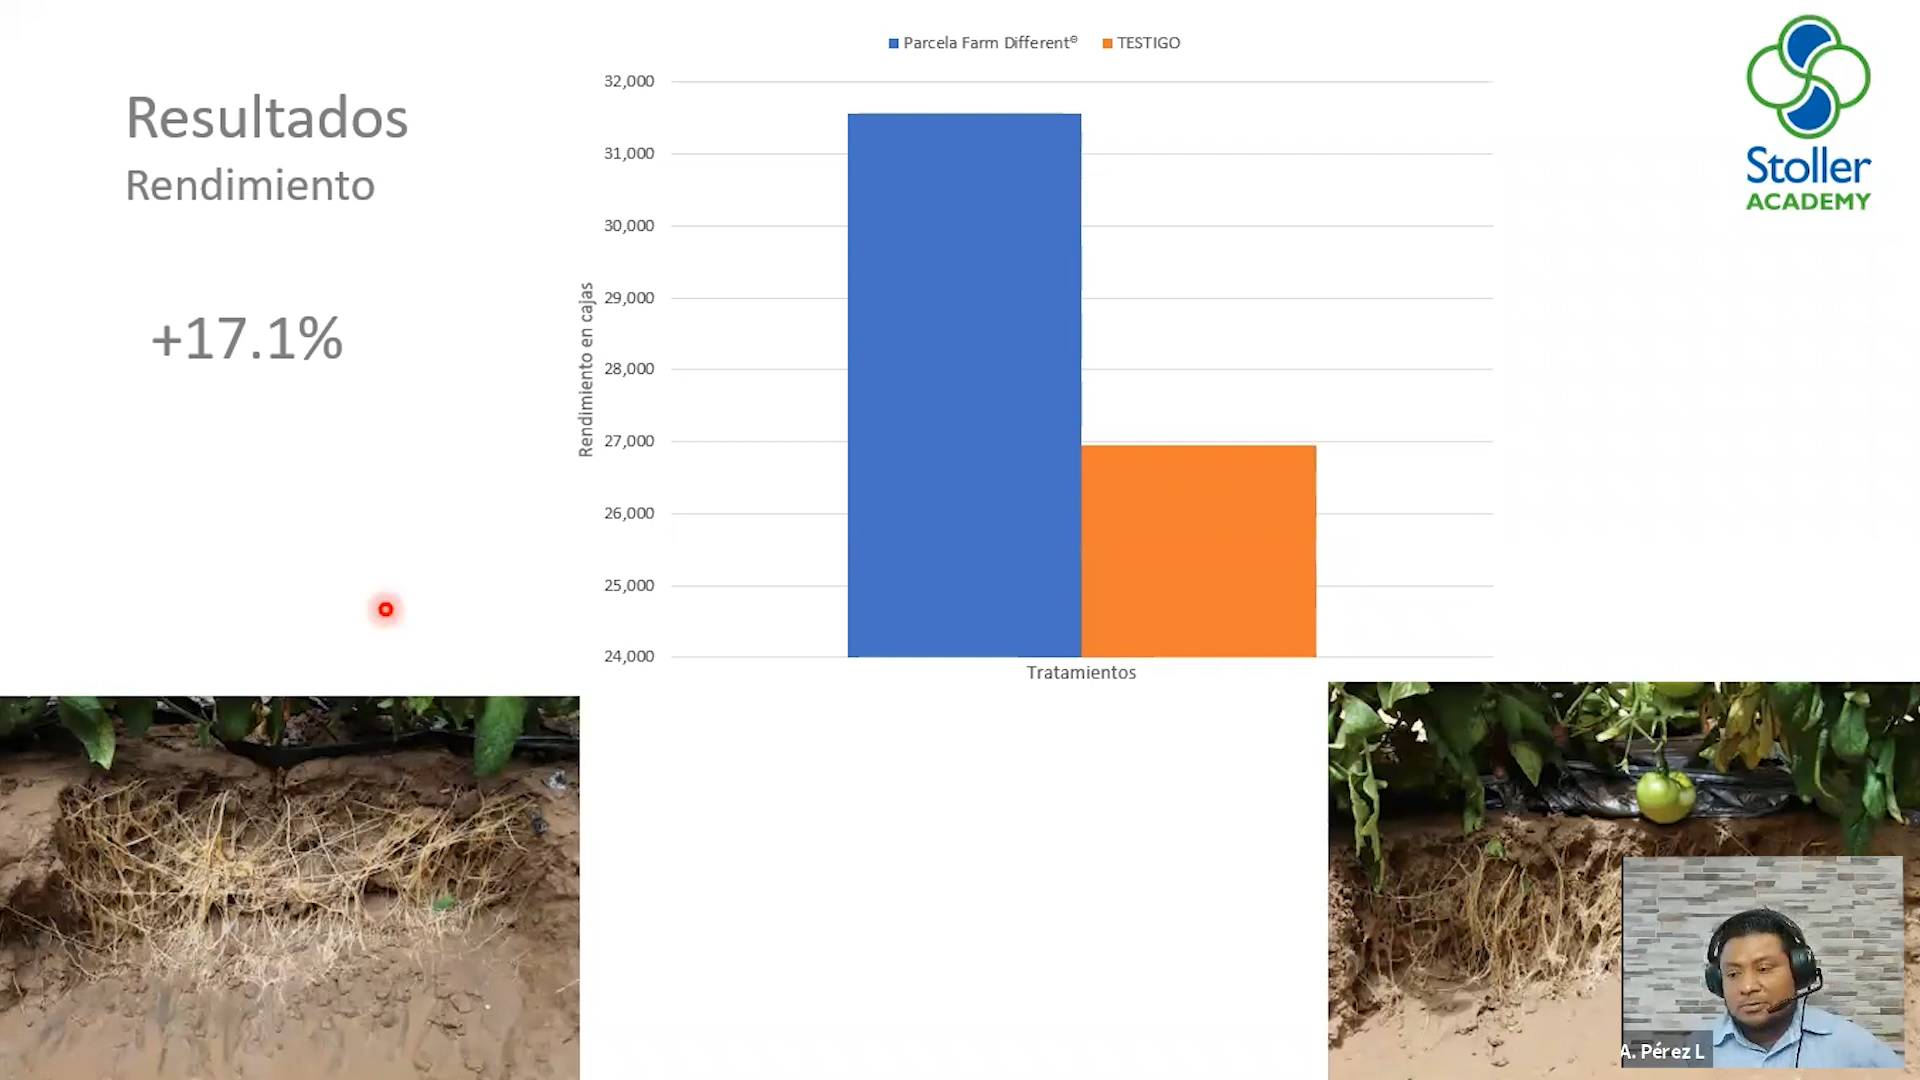 Resultados
Rendimiento
+17.1%
Parcela Farm Different® TESTIGO
32,000
31,000
30,000
29,000
28,000
27,000
26,000
25,000
24,000
Rendimiento en cajas
Tratamientos
Stoller
ACADEMY
A. Pérez L